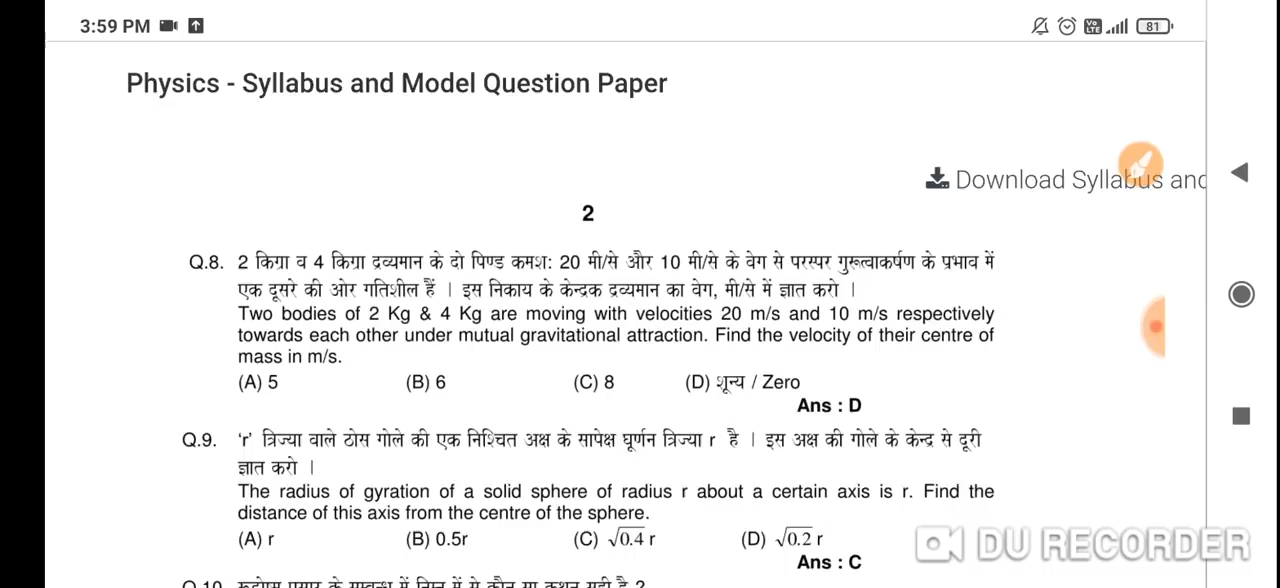 3:59 PM
Vo LTE 81
Physics - Syllabus and Model Question Paper
Download Syllabus and
2
Q.8. 2 किग्रा व 4 किग्रा द्रव्यमान के दो पिण्ड कमश: 20 मी/से और 10 मी/से के वेग से परस्पर गुरूत्वाकर्षण के प्रभाव में
एक दूसरे की ओर गतिशील हैं । इस निकाय के केन्द्रक द्रव्यमान का वेग, मी/से में ज्ञात करो ।
Two bodies of 2 Kg & 4 Kg are moving with velocities 20 m/s and 10 m/s respectively
towards each other under mutual gravitational attraction. Find the velocity of their centre of
mass in m/s.
(A) 5 (B) 6 (C) 8 (D) शून्य / Zero
Ans : D
Q.9. ‘r’ त्रिज्या वाले ठोस गोले की एक निश्चित अक्ष के सापेक्ष घूर्णन त्रिज्या r है । इस अक्ष की गोले के केन्द्र से दूरी
ज्ञात करो ।
The radius of gyration of a solid sphere of radius r about a certain axis is r. Find the
distance of this axis from the centre of the sphere.
(A) r (B) 0.5r (C) √0.4 r (D) √0.2 r
Ans : C
DU RECORDER